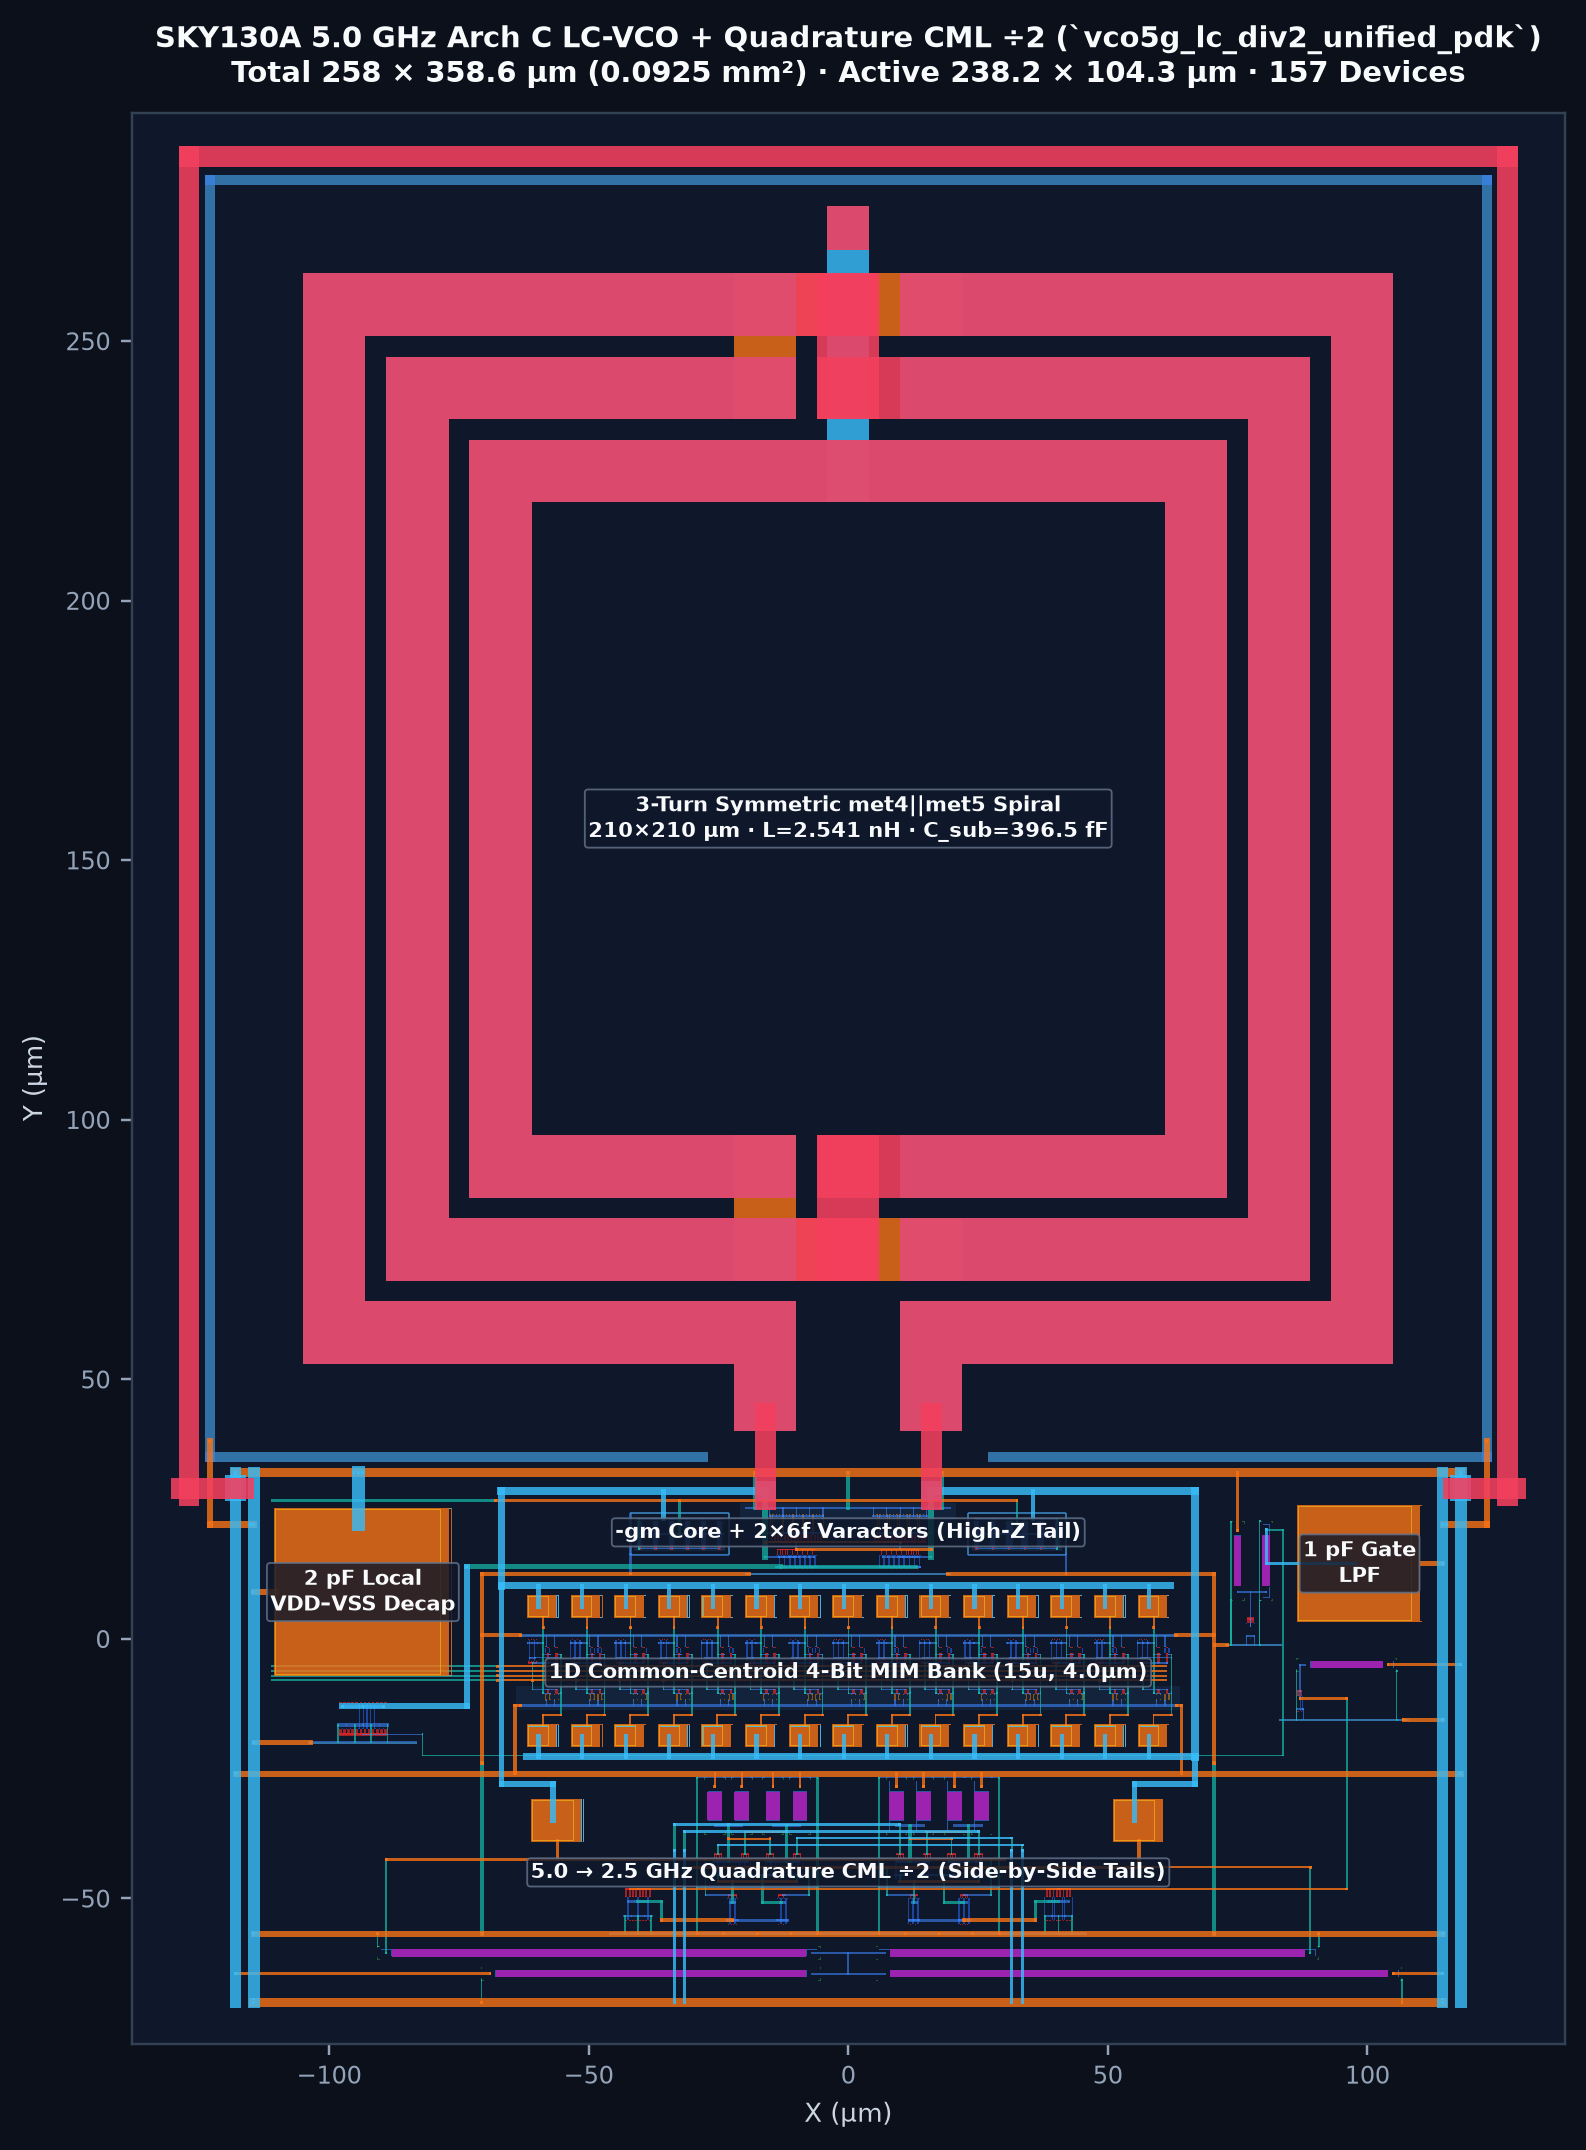 SKY130A 5.0 GHz Arch C LC-VCO + Quadrature CML ÷2 (`vco5g_lc_div2_unified_pdk`)
Total 258 × 358.6 µm (0.0925 mm²) · Active 238.2 × 104.3 µm · 157 Devices
250
200
3-Turn Symmetric met4||met5 Spiral
210×210 µm · L=2.541 nH · C_sub=396.5 fF
150
Y (µm)
100
50
-gm Core + 2×6f Varactors (High-Z Tail)
1 pF Gate
LPF
2 pF Local
VDD–VSS Decap
0
1D Common-Centroid 4-Bit MIM Bank (15u, 4.0µm)
5.0 → 2.5 GHz Quadrature CML ÷2 (Side-by-Side Tails)
−50
−100
−50
0
50
100
X (µm)